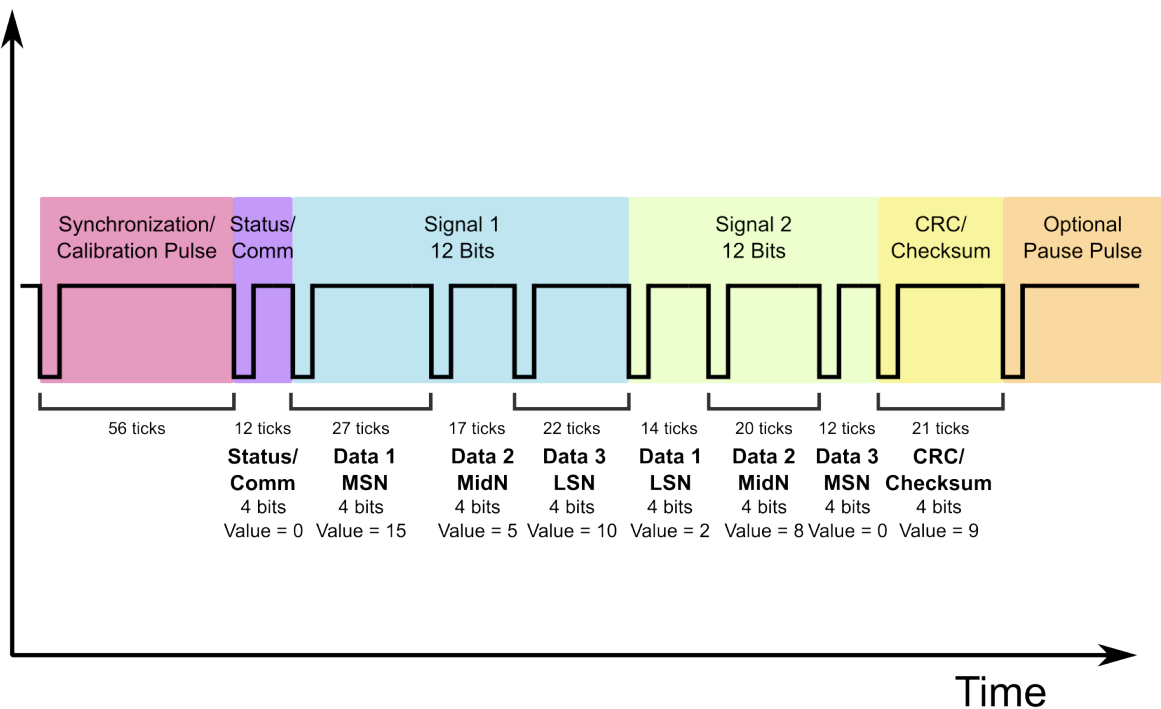 Synchronization/
Calibration Pulse
Status/
Comm
Signal 1
12 Bits
Signal 2
12 Bits
CRC/
Checksum
Optional
Pause Pulse
56 ticks
12 ticks
Status/
Comm
4 bits
Value = 0
27 ticks
Data 1
MSN
4 bits
Value = 15
17 ticks
Data 2
MidN
4 bits
Value = 5
22 ticks
Data 3
LSN
4 bits
Value = 10
14 ticks
Data 1
LSN
4 bits
Value = 2
20 ticks
Data 2
MidN
4 bits
Value = 8
12 ticks
Data 3
MSN
4 bits
Value = 0
21 ticks
CRC/
Checksum
4 bits
Value = 9
Time